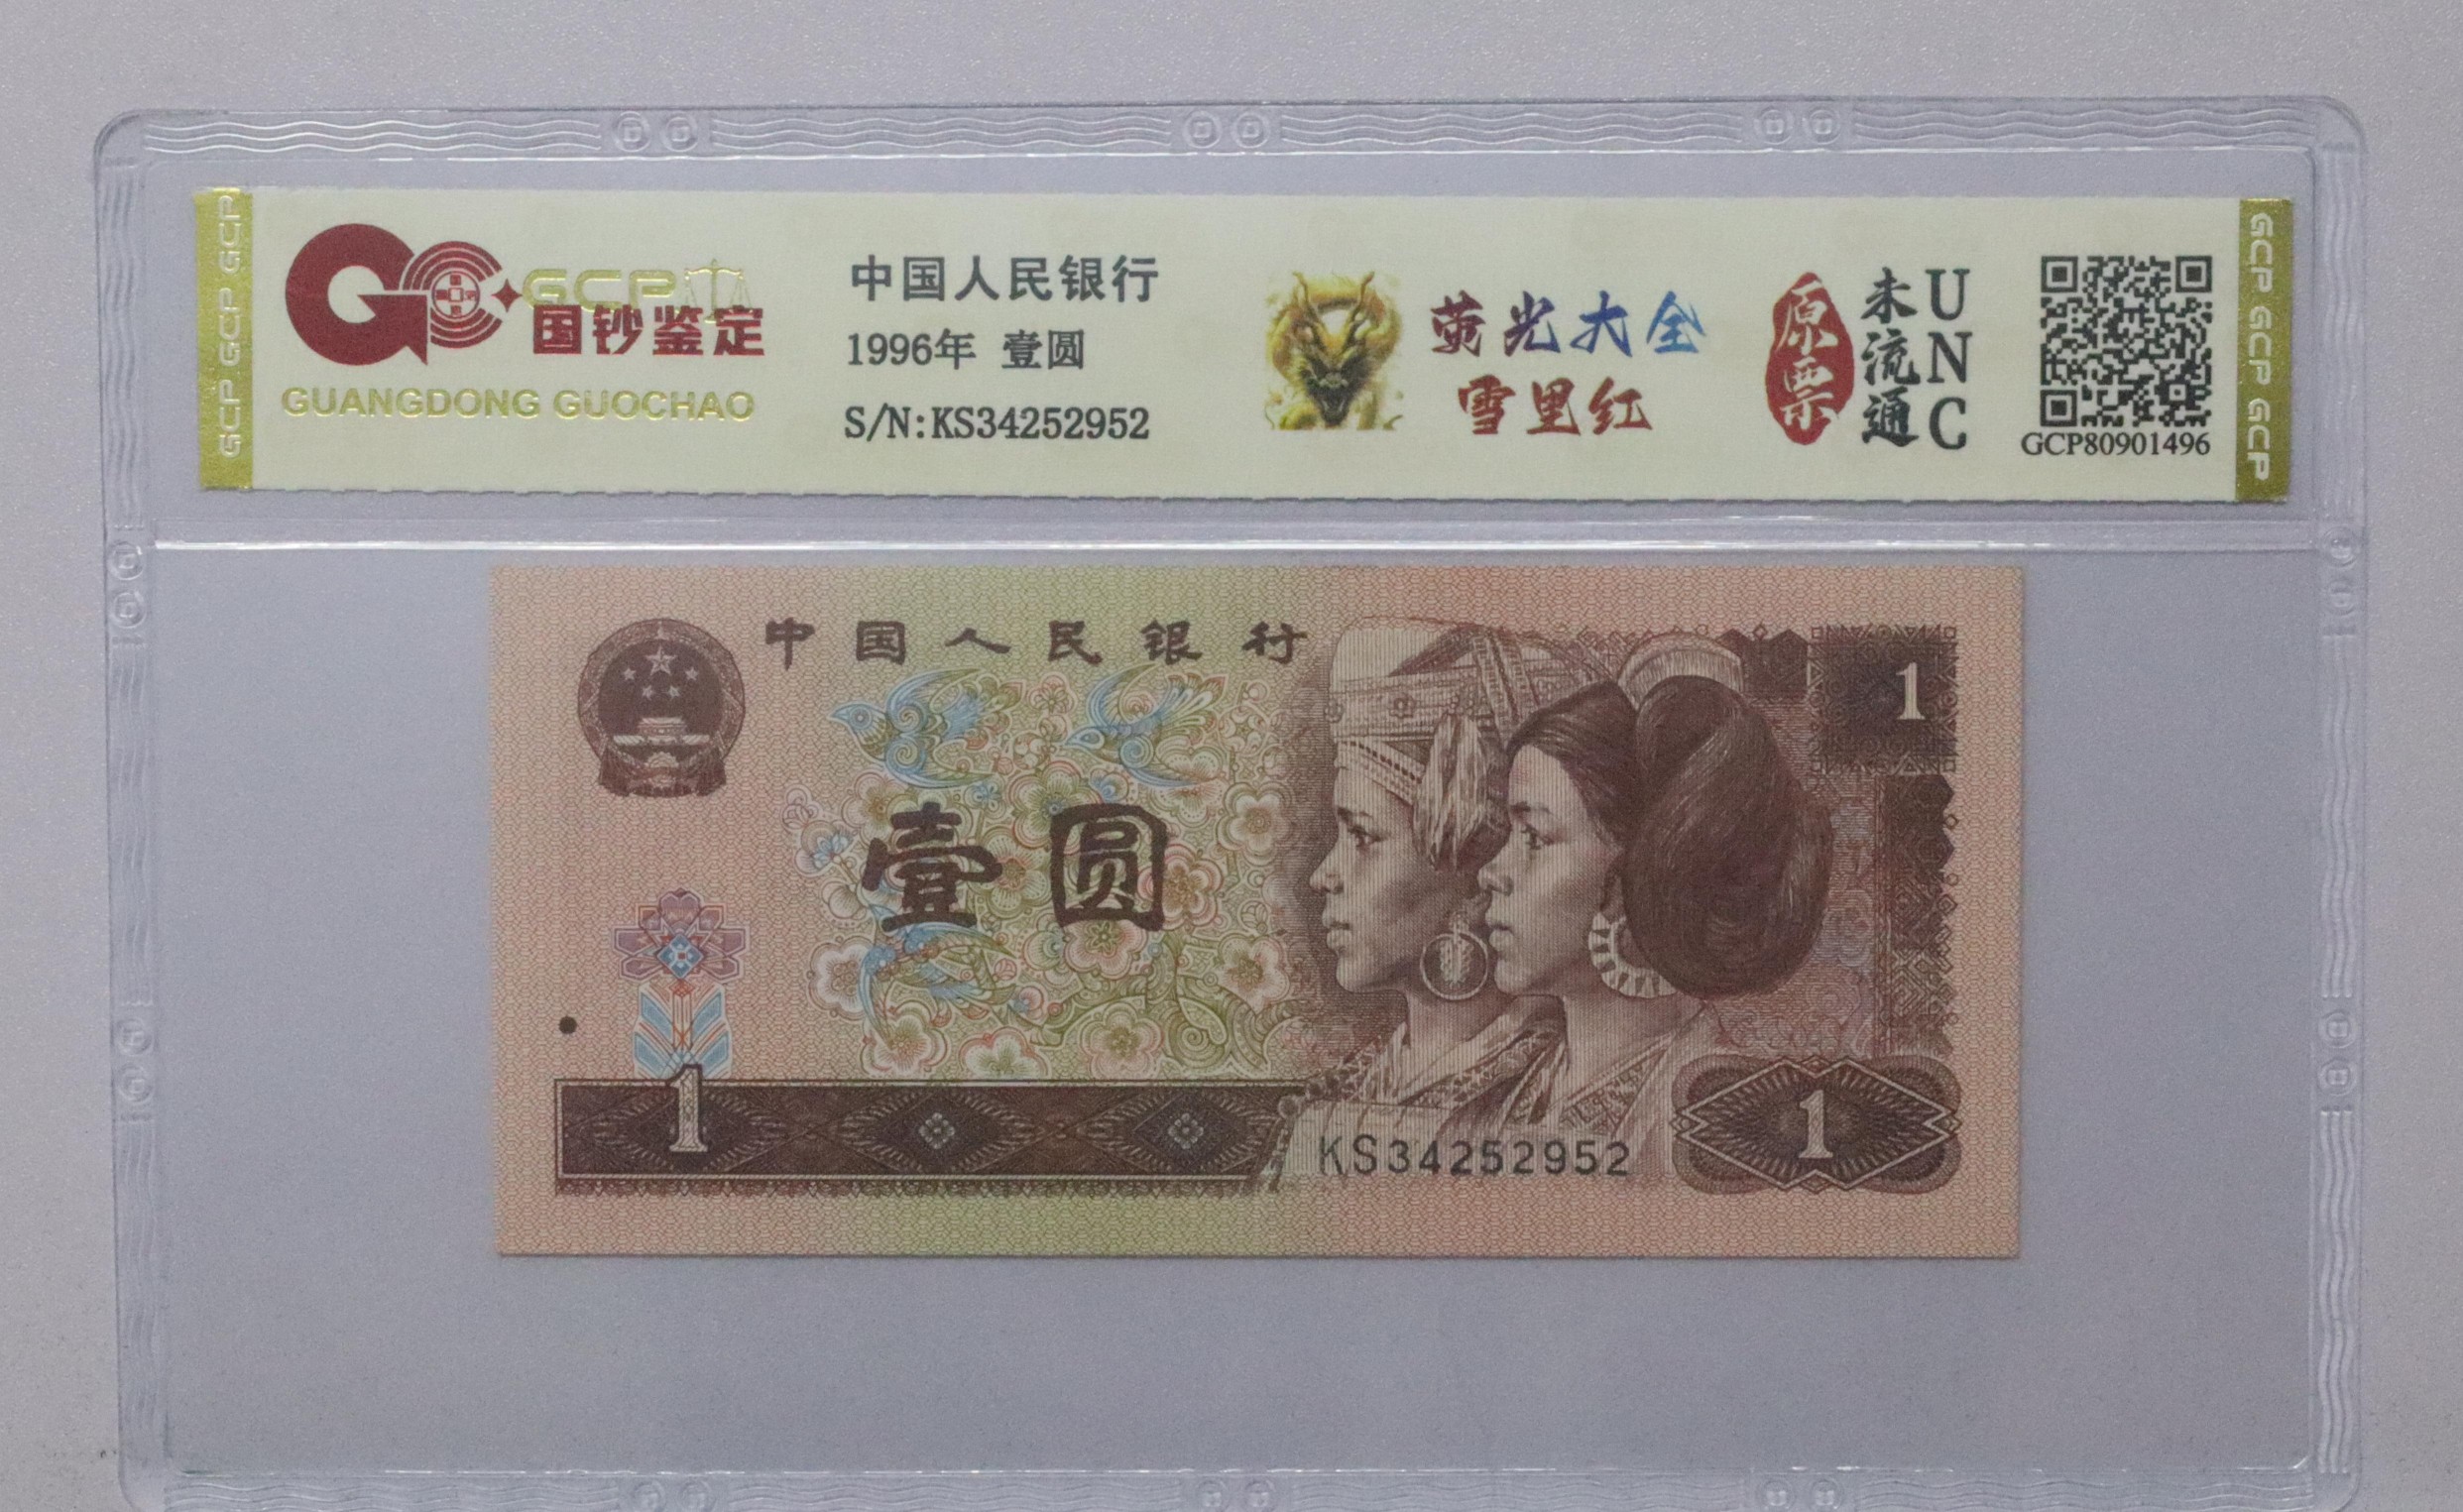 GCP GCP GCP
GCP
国钞鉴定
GUANGDONG GUOCHAO
中国人民银行
1996年 壹圆
S/N:KS34252952
荧光大全
雪里红
原票
未流通
UNC
GCP80901496
GCP GCP GCP
中国人民银行
1
壹圆
1
KS34252952
1